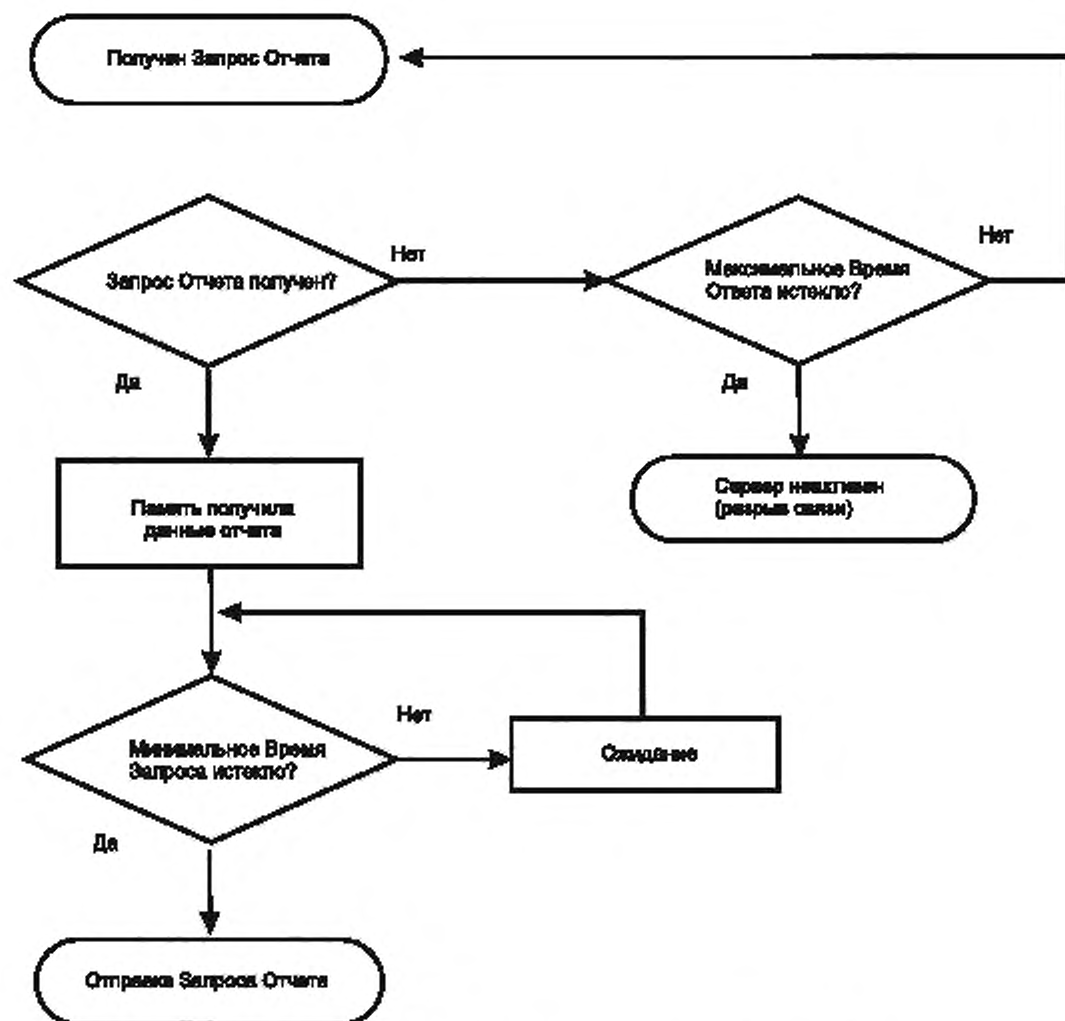 Получен Запрос Отчета
Нет
Нет
Запрос Отчета получен?
Максимальное Время
Ответа истекло?
Да
Да
Память получила
данные отчета
Сервер неактивен
(разрыв связи)
Нет
Минимальное Время
Запроса истекло?
Ожидание
Да
Отправка Запроса Отчета